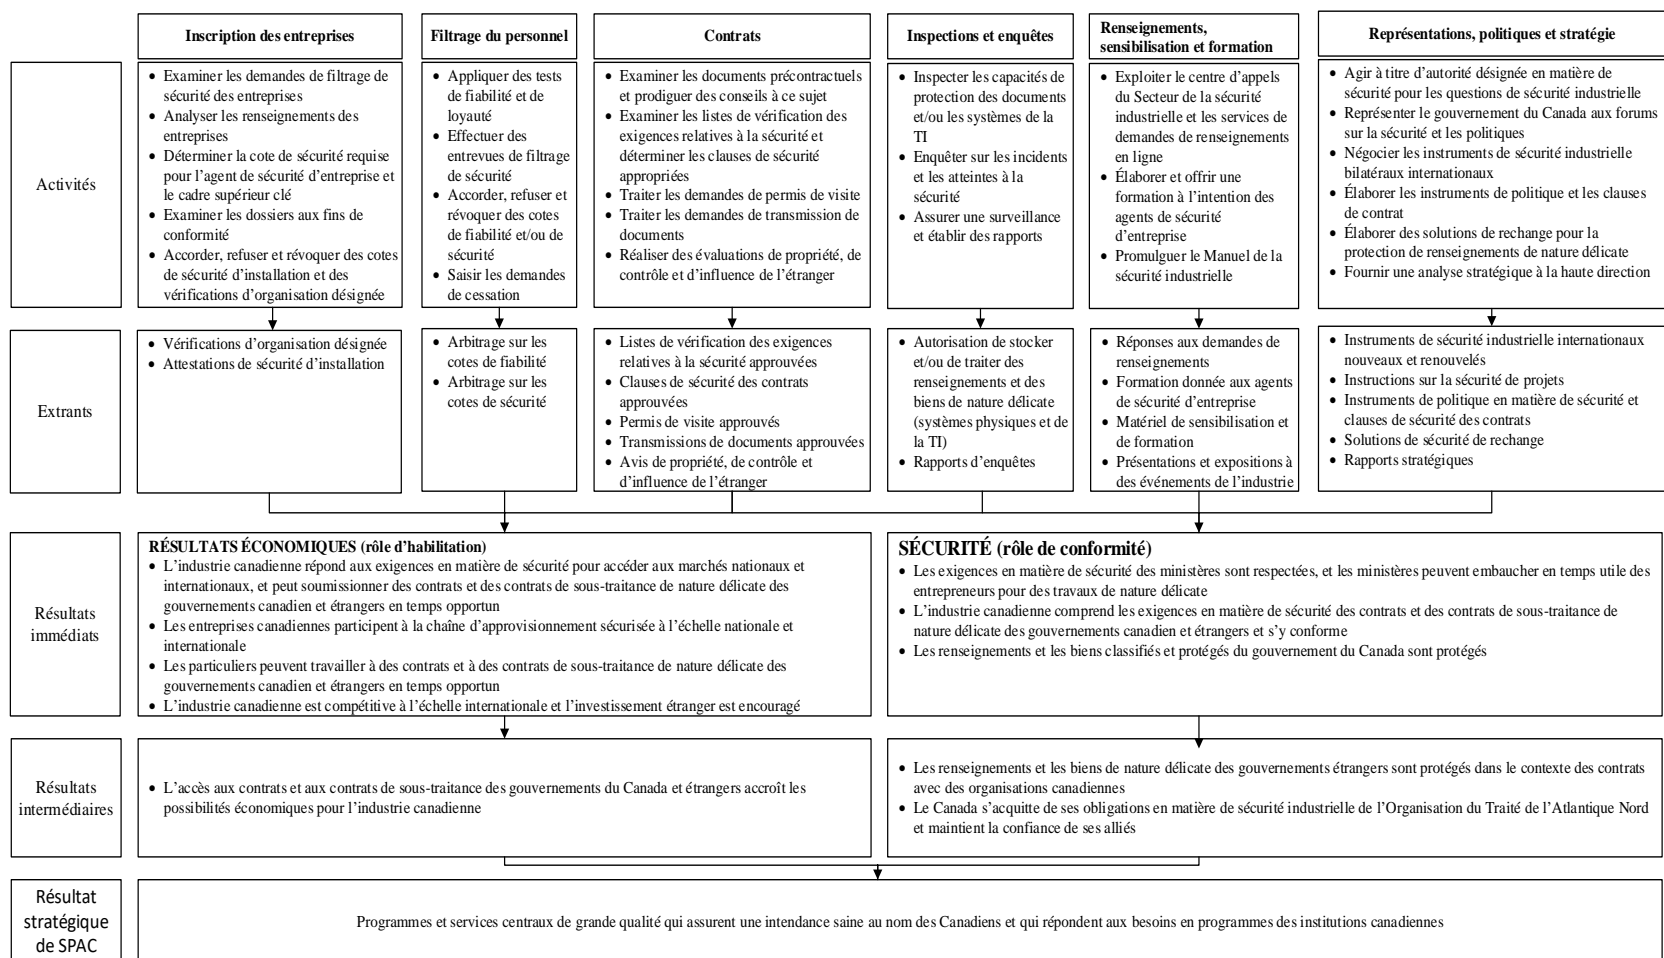 Inscription des entreprises
Filtrage du personnel
Contrats
Inspections et enquêtes
Renseignements,
sensibilisation et formation
Représentations, politiques et stratégie
Activités
• Examiner les demandes de filtrage de
sécurité des entreprises
• Analyser les renseignements des
entreprises
• Déterminer la cote de sécurité requise
pour l’agent de sécurité d’entreprise et
le cadre supérieur clé
• Examiner les dossiers aux fins de
conformité
• Accorder, refuser et révoquer des cotes
de sécurité d’installation et des
vérifications d’organisation désignée
• Appliquer des tests
de fiabilité et de
loyauté
• Effectuer des
entrevues de filtrage
de sécurité
• Accorder, refuser et
révoquer des cotes
de fiabilité et/ou de
sécurité
• Saisir les demandes
de cessation
• Examiner les documents précontractuels
et prodiguer des conseils à ce sujet
• Examiner les listes de vérification des
exigences relatives à la sécurité et
déterminer les clauses de sécurité
appropriées
• Traiter les demandes de permis de visite
• Traiter les demandes de transmission de
documents
• Réaliser des évaluations de propriété, de
contrôle et d’influence de l’étranger
• Inspecter les capacités de
protection des documents
et/ou les systèmes de la
TI
• Enquêter sur les incidents
et les atteintes à la
sécurité
• Assurer une surveillance
et établir des rapports
• Exploiter le centre d’appels
du Secteur de la sécurité
industrielle et les services de
demandes de renseignements
en ligne
• Élaborer et offrir une
formation à l’intention des
agents de sécurité
d’entreprise
• Promulguer le Manuel de la
sécurité industrielle
• Agir à titre d’autorité désignée en matière de
sécurité pour les questions de sécurité industrielle
• Représenter le gouvernement du Canada aux forums
sur la sécurité et les politiques
• Négocier les instruments de sécurité industrielle
bilatéraux internationaux
• Élaborer les instruments de politique et les clauses
de contrat
• Élaborer des solutions de rechange pour la
protection de renseignements de nature délicate
• Fournir une analyse stratégique à la haute direction
Extrants
• Vérifications d’organisation désignée
• Attestations de sécurité d’installation
• Arbitrage sur les
cotes de fiabilité
• Arbitrage sur les
cotes de sécurité
• Listes de vérification des exigences
relatives à la sécurité approuvées
• Clauses de sécurité des contrats
approuvées
• Permis de visite approuvés
• Transmissions de documents approuvées
• Avis de propriété, de contrôle et
d’influence de l’étranger
• Autorisation de stocker
et/ou de traiter des
renseignements et des
biens de nature délicate
(systèmes physiques et de
la TI)
• Rapports d’enquêtes
• Réponses aux demandes de
renseignements
• Formation donnée aux agents
de sécurité d’entreprise
• Matériel de sensibilisation et
de formation
• Présentations et expositions à
des événements de l’industrie
• Instruments de sécurité industrielle internationaux
nouveaux et renouvelés
• Instructions sur la sécurité de projets
• Instruments de politique en matière de sécurité et
clauses de sécurité des contrats
• Solutions de sécurité de rechange
• Rapports stratégiques
Résultats
immédiats
RÉSULTATS ÉCONOMIQUES (rôle d’habilitation)
• L’industrie canadienne répond aux exigences en matière de sécurité pour accéder aux marchés nationaux et
internationaux, et peut soumissionner des contrats et des contrats de sous-traitance de nature délicate des
gouvernements canadien et étrangers en temps opportun
• Les entreprises canadiennes participent à la chaîne d’approvisionnement sécurisée à l’échelle nationale et
internationale
• Les particuliers peuvent travailler à des contrats et à des contrats de sous-traitance de nature délicate des
gouvernements canadien et étrangers en temps opportun
• L’industrie canadienne est compétitive à l’échelle internationale et l’investissement étranger est encouragé
SÉCURITÉ (rôle de conformité)
• Les exigences en matière de sécurité des ministères sont respectées, et les ministères peuvent embaucher en temps utile des
entrepreneurs pour des travaux de nature délicate
• L’industrie canadienne comprend les exigences en matière de sécurité des contrats et des contrats de sous-traitance de
nature délicate des gouvernements canadien et étrangers et s’y conforme
• Les renseignements et les biens classifiés et protégés du gouvernement du Canada sont protégés
Résultats
intermédiaires
• L’accès aux contrats et aux contrats de sous-traitance des gouvernements du Canada et étrangers accroît les
possibilités économiques pour l’industrie canadienne
• Les renseignements et les biens de nature délicate des gouvernements étrangers sont protégés dans le contexte des contrats
avec des organisations canadiennes
• Le Canada s’acquitte de ses obligations en matière de sécurité industrielle de l’Organisation du Traité de l’Atlantique Nord
et maintient la confiance de ses alliés
Résultat
stratégique
de SPAC
Programmes et services centraux de grande qualité qui assurent une intendance saine au nom des Canadiens et qui répondent aux besoins en programmes des institutions canadiennes